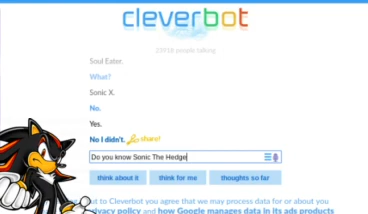 cleverbot
people talking
Soul Eater.
What?
Sonic X.
No.
Yes.
No I didn't. share!
Do you know Sonic The Hedge
think about it
think for me
thoughts so far
to Cleverbot you agree that we may process data for or about you
privacy policy and how Google manages data in its ads products